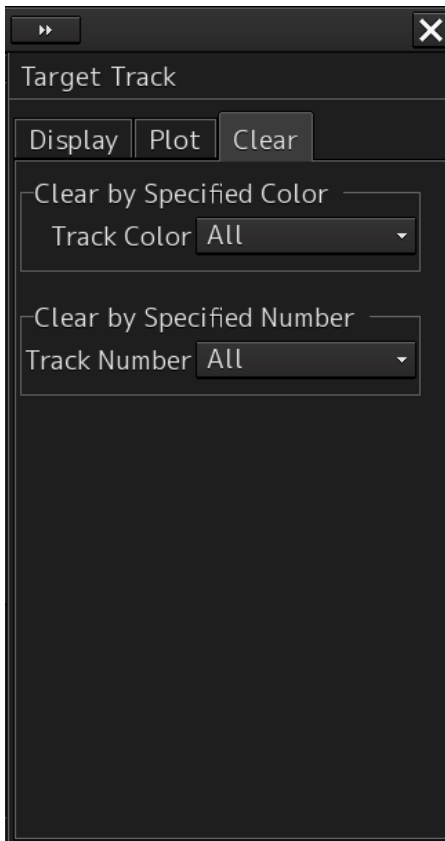 Target Track
Display Plot Clear
Clear by Specified Color
Track Color All
Clear by Specified Number
Track Number All